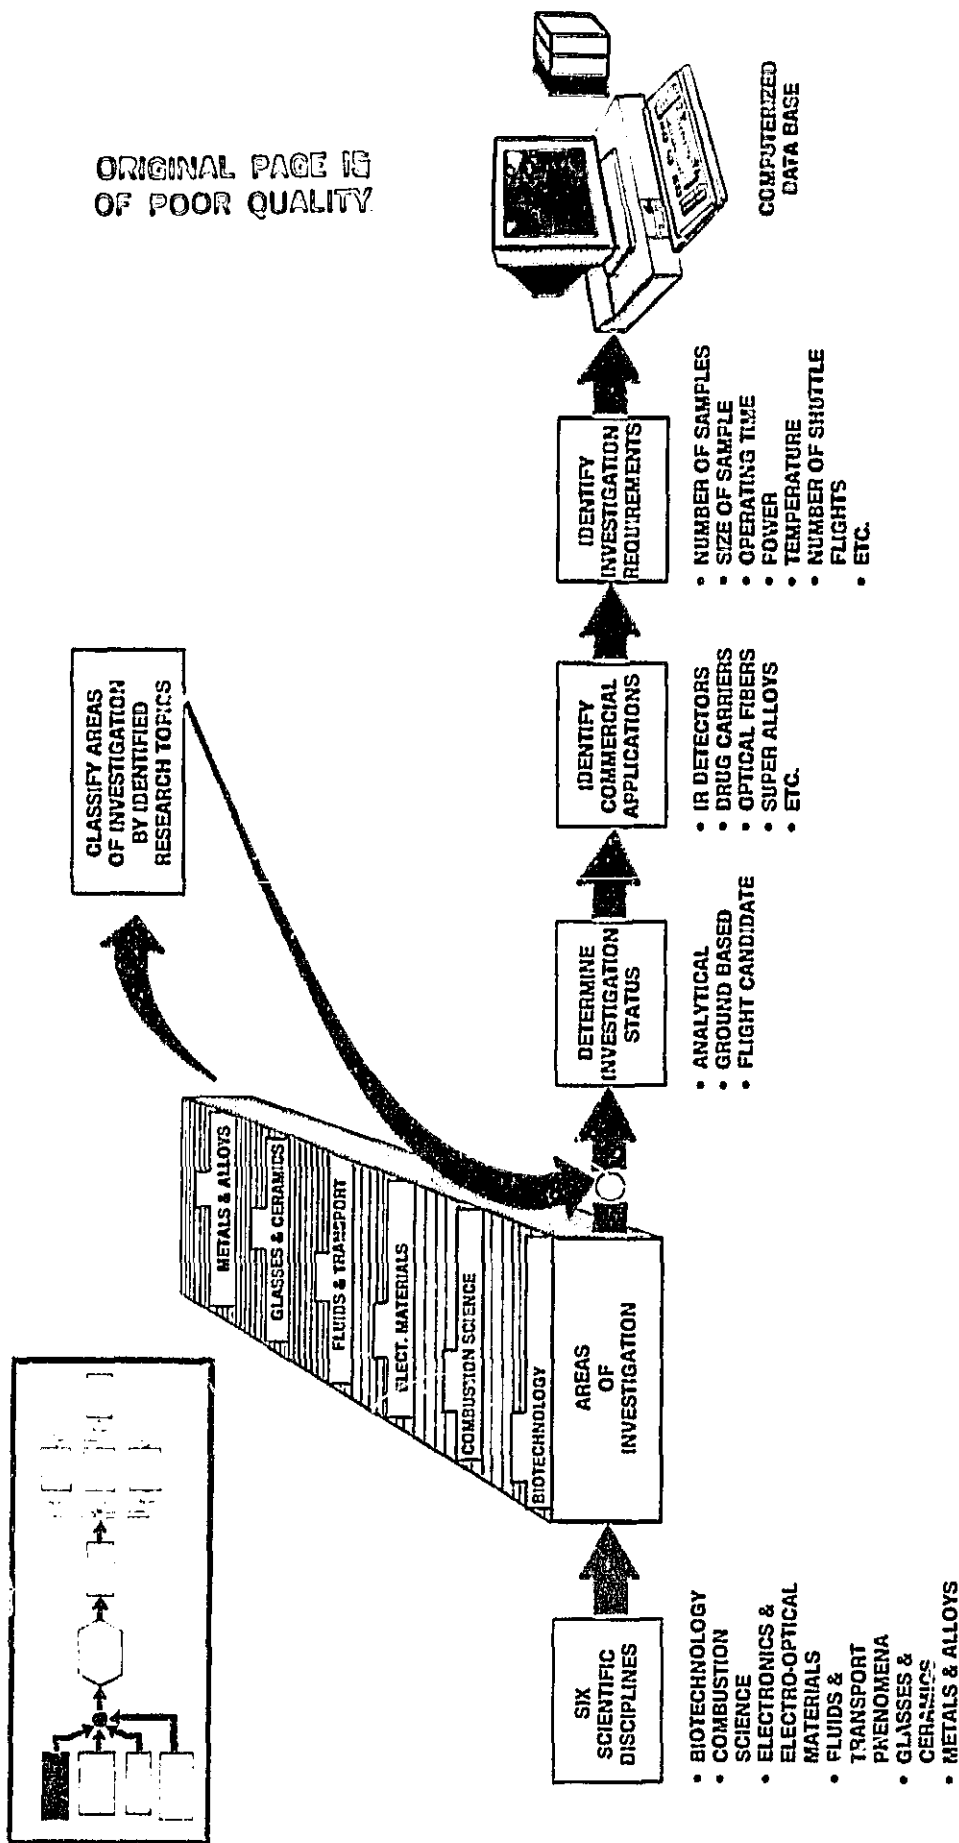 ORIGINAL PAGE IS
OF POOR QUALITY
CLASSIFY AREAS
OF INVESTIGATION
BY IDENTIFIED
RESEARCH TOPICS
SIX
SCIENTIFIC
DISCIPLINES
• BIOTECHNOLOGY
• COMBUSTION
SCIENCE
• ELECTRONICS &
ELECTRO-OPTICAL
MATERIALS
• FLUIDS &
TRANSPORT
PHENOMENA
• GLASSES &
CERAMICS
• METALS & ALLOYS
METALS & ALLOYS
GLASSES & CERAMICS
FLUIDS & TRANSPORT
ELECT. MATERIALS
COMBUSTION SCIENCE
BIOTECHNOLOGY
AREAS
OF
INVESTIGATION
DETERMINE
INVESTIGATION
STATUS
• ANALYTICAL
• GROUND BASED
• FLIGHT CANDIDATE
IDENTIFY
COMMERCIAL
APPLICATIONS
• IR DETECTORS
• DRUG CARRIERS
• OPTICAL FIBERS
• SUPER ALLOYS
• ETC.
IDENTIFY
INVESTIGATION
REQUIREMENTS
• NUMBER OF SAMPLES
• SIZE OF SAMPLE
• OPERATING TIME
• POWER
• TEMPERATURE
• NUMBER OF SHUTTLE
FLIGHTS
• ETC.
COMPUTERIZED
DATA BASE